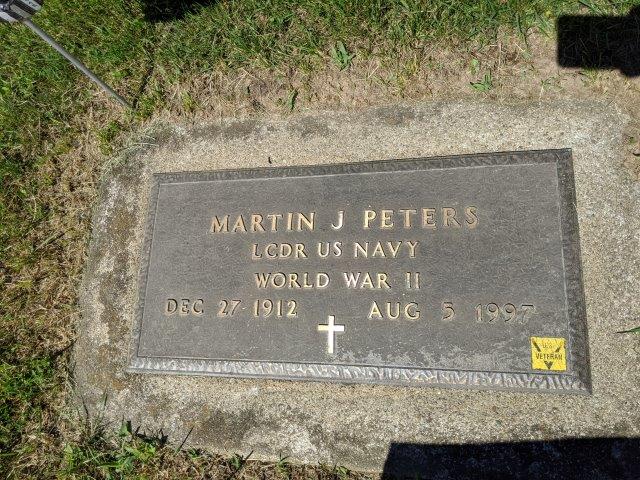 MARTIN J PETERS
LCDR US NAVY
WORLD WAR II
DEC 27 1912 AUG 5 1997
U.S.
VETERAN